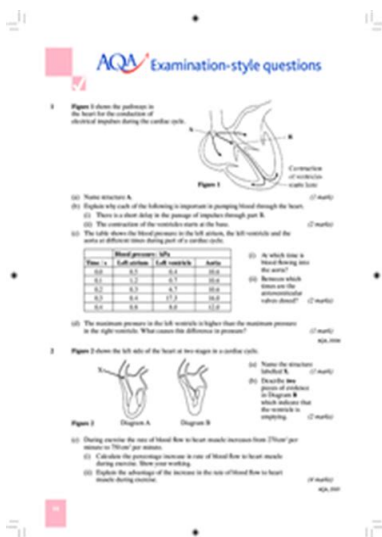 AQA Examination-style questions
1 Figure 1 shows the pathways in
the heart for the conduction of
electrical impulses during the cardiac cycle.
A
B
Contraction
of ventricles
starts here
Figure 1
(a) Name structure A. (1 mark)
(b) Explain why each of the following is important in pumping blood through the heart.
(i) There is a short delay in the passage of impulses through part B.
(ii) The contraction of the ventricles starts at the base. (2 marks)
(c) The table shows the blood pressure in the left atrium, the left ventricle and the
aorta at different times during part of a cardiac cycle.
Blood pressure / kPa
Time / s Left atrium Left ventricle Aorta
0.0 0.5 0.4 10.6
0.1 1.2 0.7 10.6
0.2 0.3 6.7 10.6
0.3 0.4 17.3 16.0
0.4 0.8 8.0 12.0
(i) At which time is
blood flowing into
the aorta?
(ii) Between which
times are the
atrioventricular
valves closed? (2 marks)
(d) The maximum pressure in the left ventricle is higher than the maximum pressure
in the right ventricle. What causes this difference in pressure? (1 mark)
2 Figure 2 shows the left side of the heart at two stages in a cardiac cycle.
X
Figure 2 Diagram A Diagram B
(a) Name the structure
labelled X. (1 mark)
(b) Describe two
pieces of evidence
in Diagram B
which indicate that
the ventricle is
emptying. (2 marks)
(c) During exercise the rate of blood flow to heart muscle increases from 270 cm³ per
minute to 750 cm³ per minute.
(i) Calculate the percentage increase in rate of blood flow to heart muscle
during exercise. Show your working.
(ii) Explain the advantage of the increase in the rate of blood flow to heart
muscle during exercise. (4 marks)